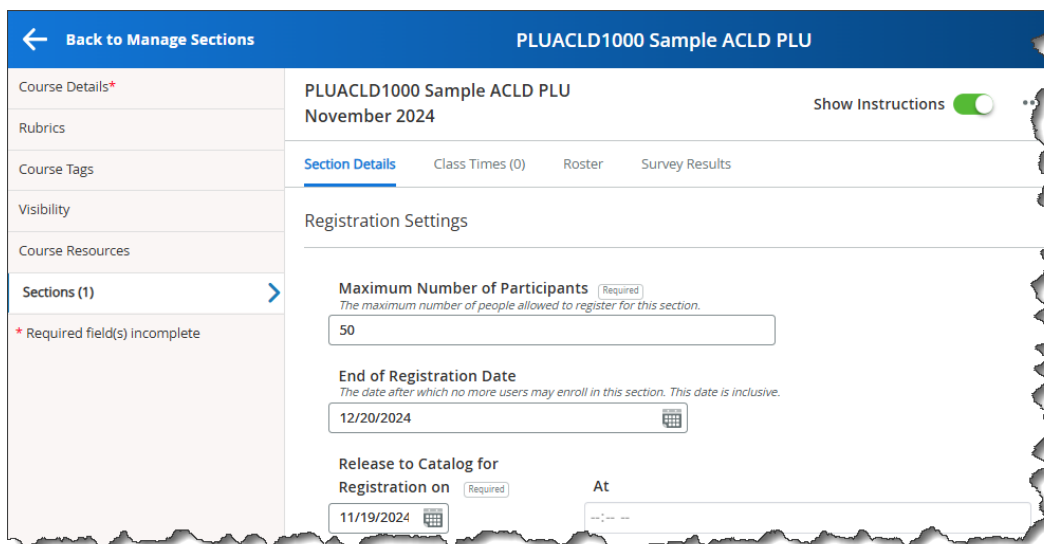 Back to Manage Sections
PLUACLD1000 Sample ACLD PLU
Course Details*
Rubrics
Course Tags
Visibility
Course Resources
Sections (1)
* Required field(s) incomplete
PLUACLD1000 Sample ACLD PLU
November 2024
Show Instructions
Section Details
Class Times (0)
Roster
Survey Results
Registration Settings
Maximum Number of Participants Required
The maximum number of people allowed to register for this section.
50
End of Registration Date
The date after which no more users may enroll in this section. This date is inclusive.
12/20/2024
Release to Catalog for
Registration on Required
At
11/19/2024
--:-- --